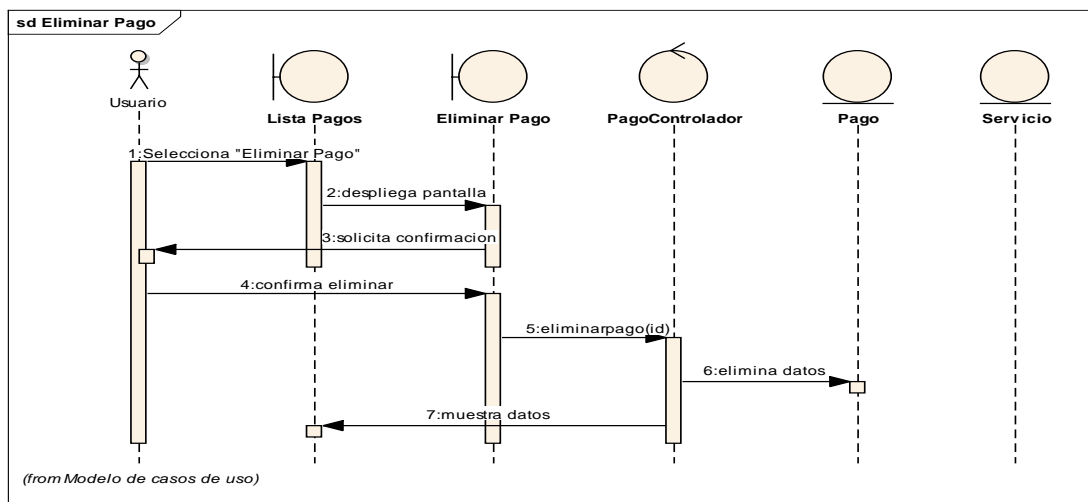 sd Eliminar Pago
Usuario
Lista Pagos
Eliminar Pago
PagoControlador
Pago
Servicio
1:Selecciona "Eliminar Pago"
2:despliega pantalla
3:solicita confirmacion
4:confirma eliminar
5:eliminarpago(id)
6:elimina datos
7:muestra datos
(from Modelo de casos de uso)